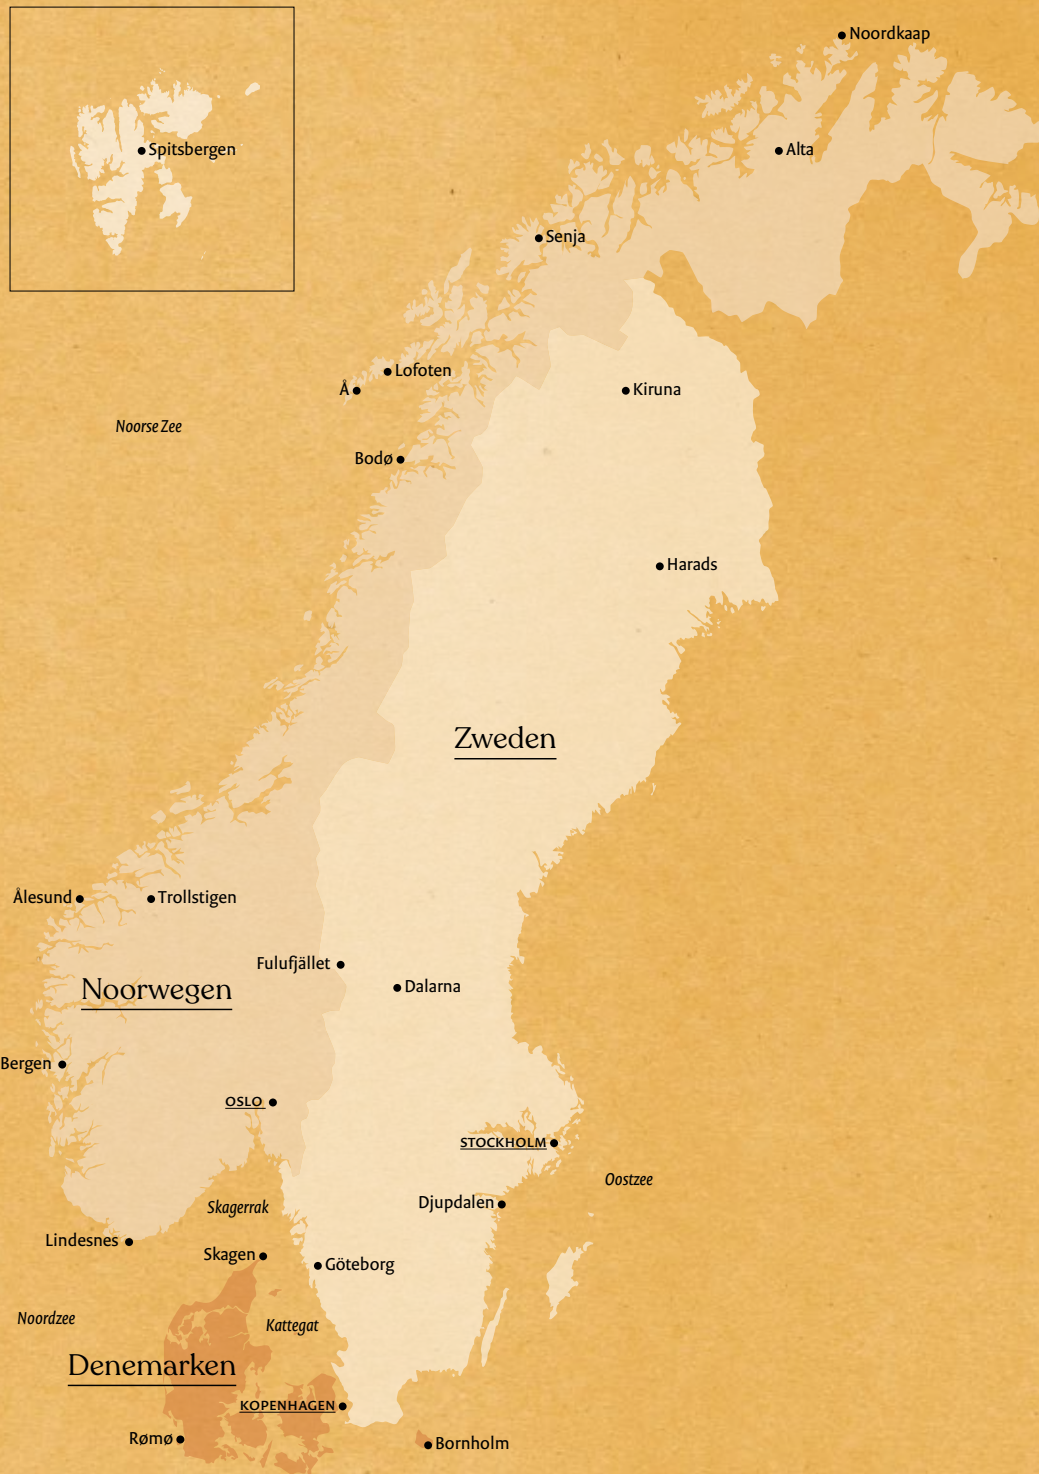 Noordkaap
Spitsbergen
Alta
Senja
Lofoten
Å
Kiruna
Noorse Zee
Bodø
Harads
Zweden
Ålesund
Trollstigen
Fulufjället
Dalarna
Noorwegen
Bergen
OSLO
STOCKHOLM
Oostzee
Djupdalen
Skagerrak
Lindesnes
Skagen
Göteborg
Noordzee
Kattegat
Denemarken
KOPENHAGEN
Rømø
Bornholm